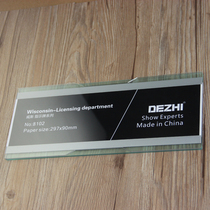 Wisconsin-Licensing department
No:8102
Paper size:297x90mm
DEZHI
Show Experts
Made in China